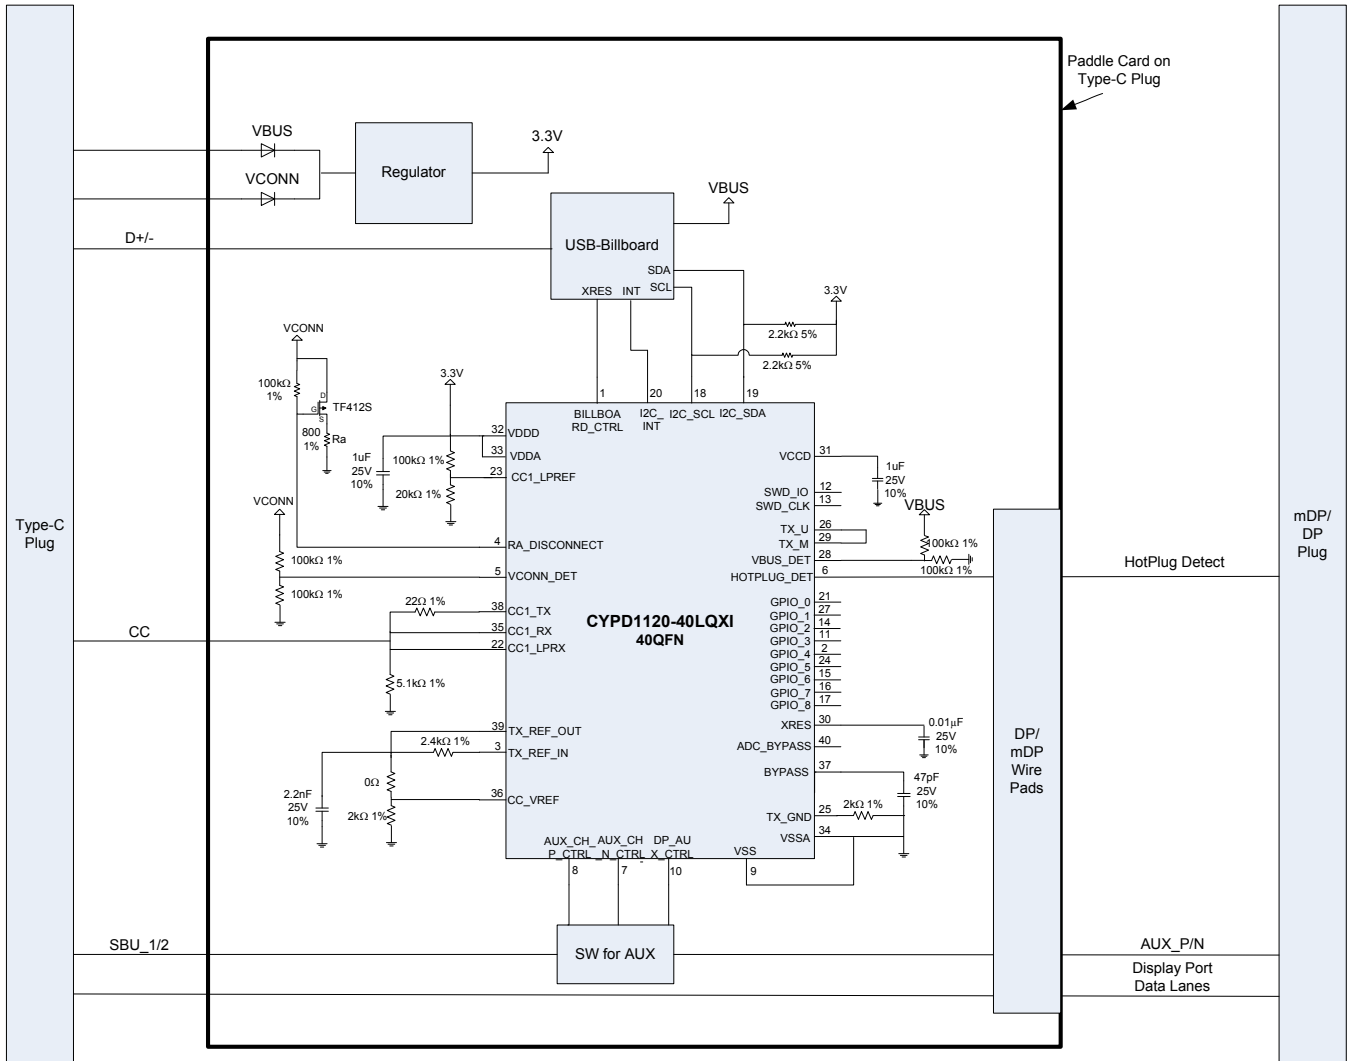 Paddle Card on
Type-C Plug
VBUS
VCONN
Regulator
3.3V
D+/-
USB-Billboard
VBUS
SDA
SCL
XRES
INT
3.3V
2.2kΩ 5%
2.2kΩ 5%
VCONN
100kΩ
1%
D
G
S
TF412S
800
1%
Ra
3.3V
1uF
25V
10%
100kΩ 1%
20kΩ 1%
1
20
18
19
BILLBOA
RD_CTRL
I2C_
INT
I2C_SCL
I2C_SDA
32
VDDD
33
VDDA
23
CC1_LPREF
VCCD
31
1uF
25V
10%
SWD_IO
12
SWD_CLK
13
VBUS
TX_U
26
TX_M
29
VBUS_DET
28
100kΩ 1%
100kΩ 1%
HOTPLUG_DET
6
HotPlug Detect
Type-C
Plug
mDP/
DP
Plug
VCONN
4
RA_DISCONNECT
100kΩ 1%
5
VCONN_DET
100kΩ 1%
22Ω 1%
38
CC1_TX
35
CC1_RX
22
CC1_LPRX
CC
5.1kΩ 1%
CYPD1120-40LQXI
40QFN
GPIO_0
21
GPIO_1
27
GPIO_2
14
GPIO_3
11
GPIO_4
2
GPIO_5
24
GPIO_6
15
GPIO_7
16
GPIO_8
17
XRES
30
0.01µF
25V
10%
ADC_BYPASS
40
BYPASS
37
47pF
25V
10%
TX_GND
25
2kΩ 1%
VSSA
34
39
TX_REF_OUT
2.4kΩ 1%
3
TX_REF_IN
0Ω
2.2nF
25V
10%
36
CC_VREF
2kΩ 1%
AUX_CH_
P_CTRL
AUX_CH
_N_CTRL
DP_AU
X_CTRL
VSS
8
7
10
9
DP/
mDP
Wire
Pads
SBU_1/2
SW for AUX
AUX_P/N
Display Port
Data Lanes